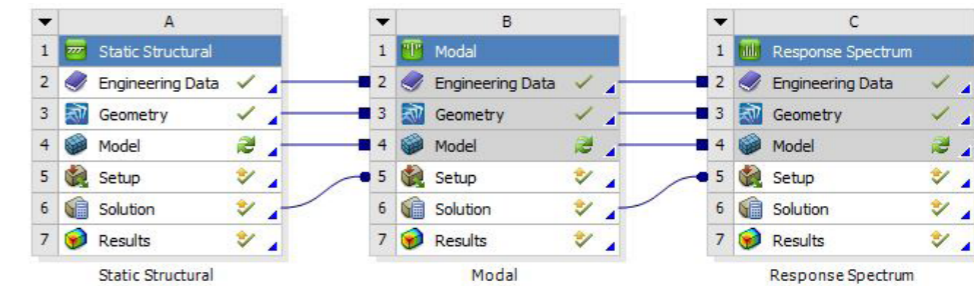 A
1 Static Structural
2 Engineering Data
3 Geometry
4 Model
5 Setup
6 Solution
7 Results
Static Structural
B
1 Modal
2 Engineering Data
3 Geometry
4 Model
5 Setup
6 Solution
7 Results
Modal
C
1 Response Spectrum
2 Engineering Data
3 Geometry
4 Model
5 Setup
6 Solution
7 Results
Response Spectrum